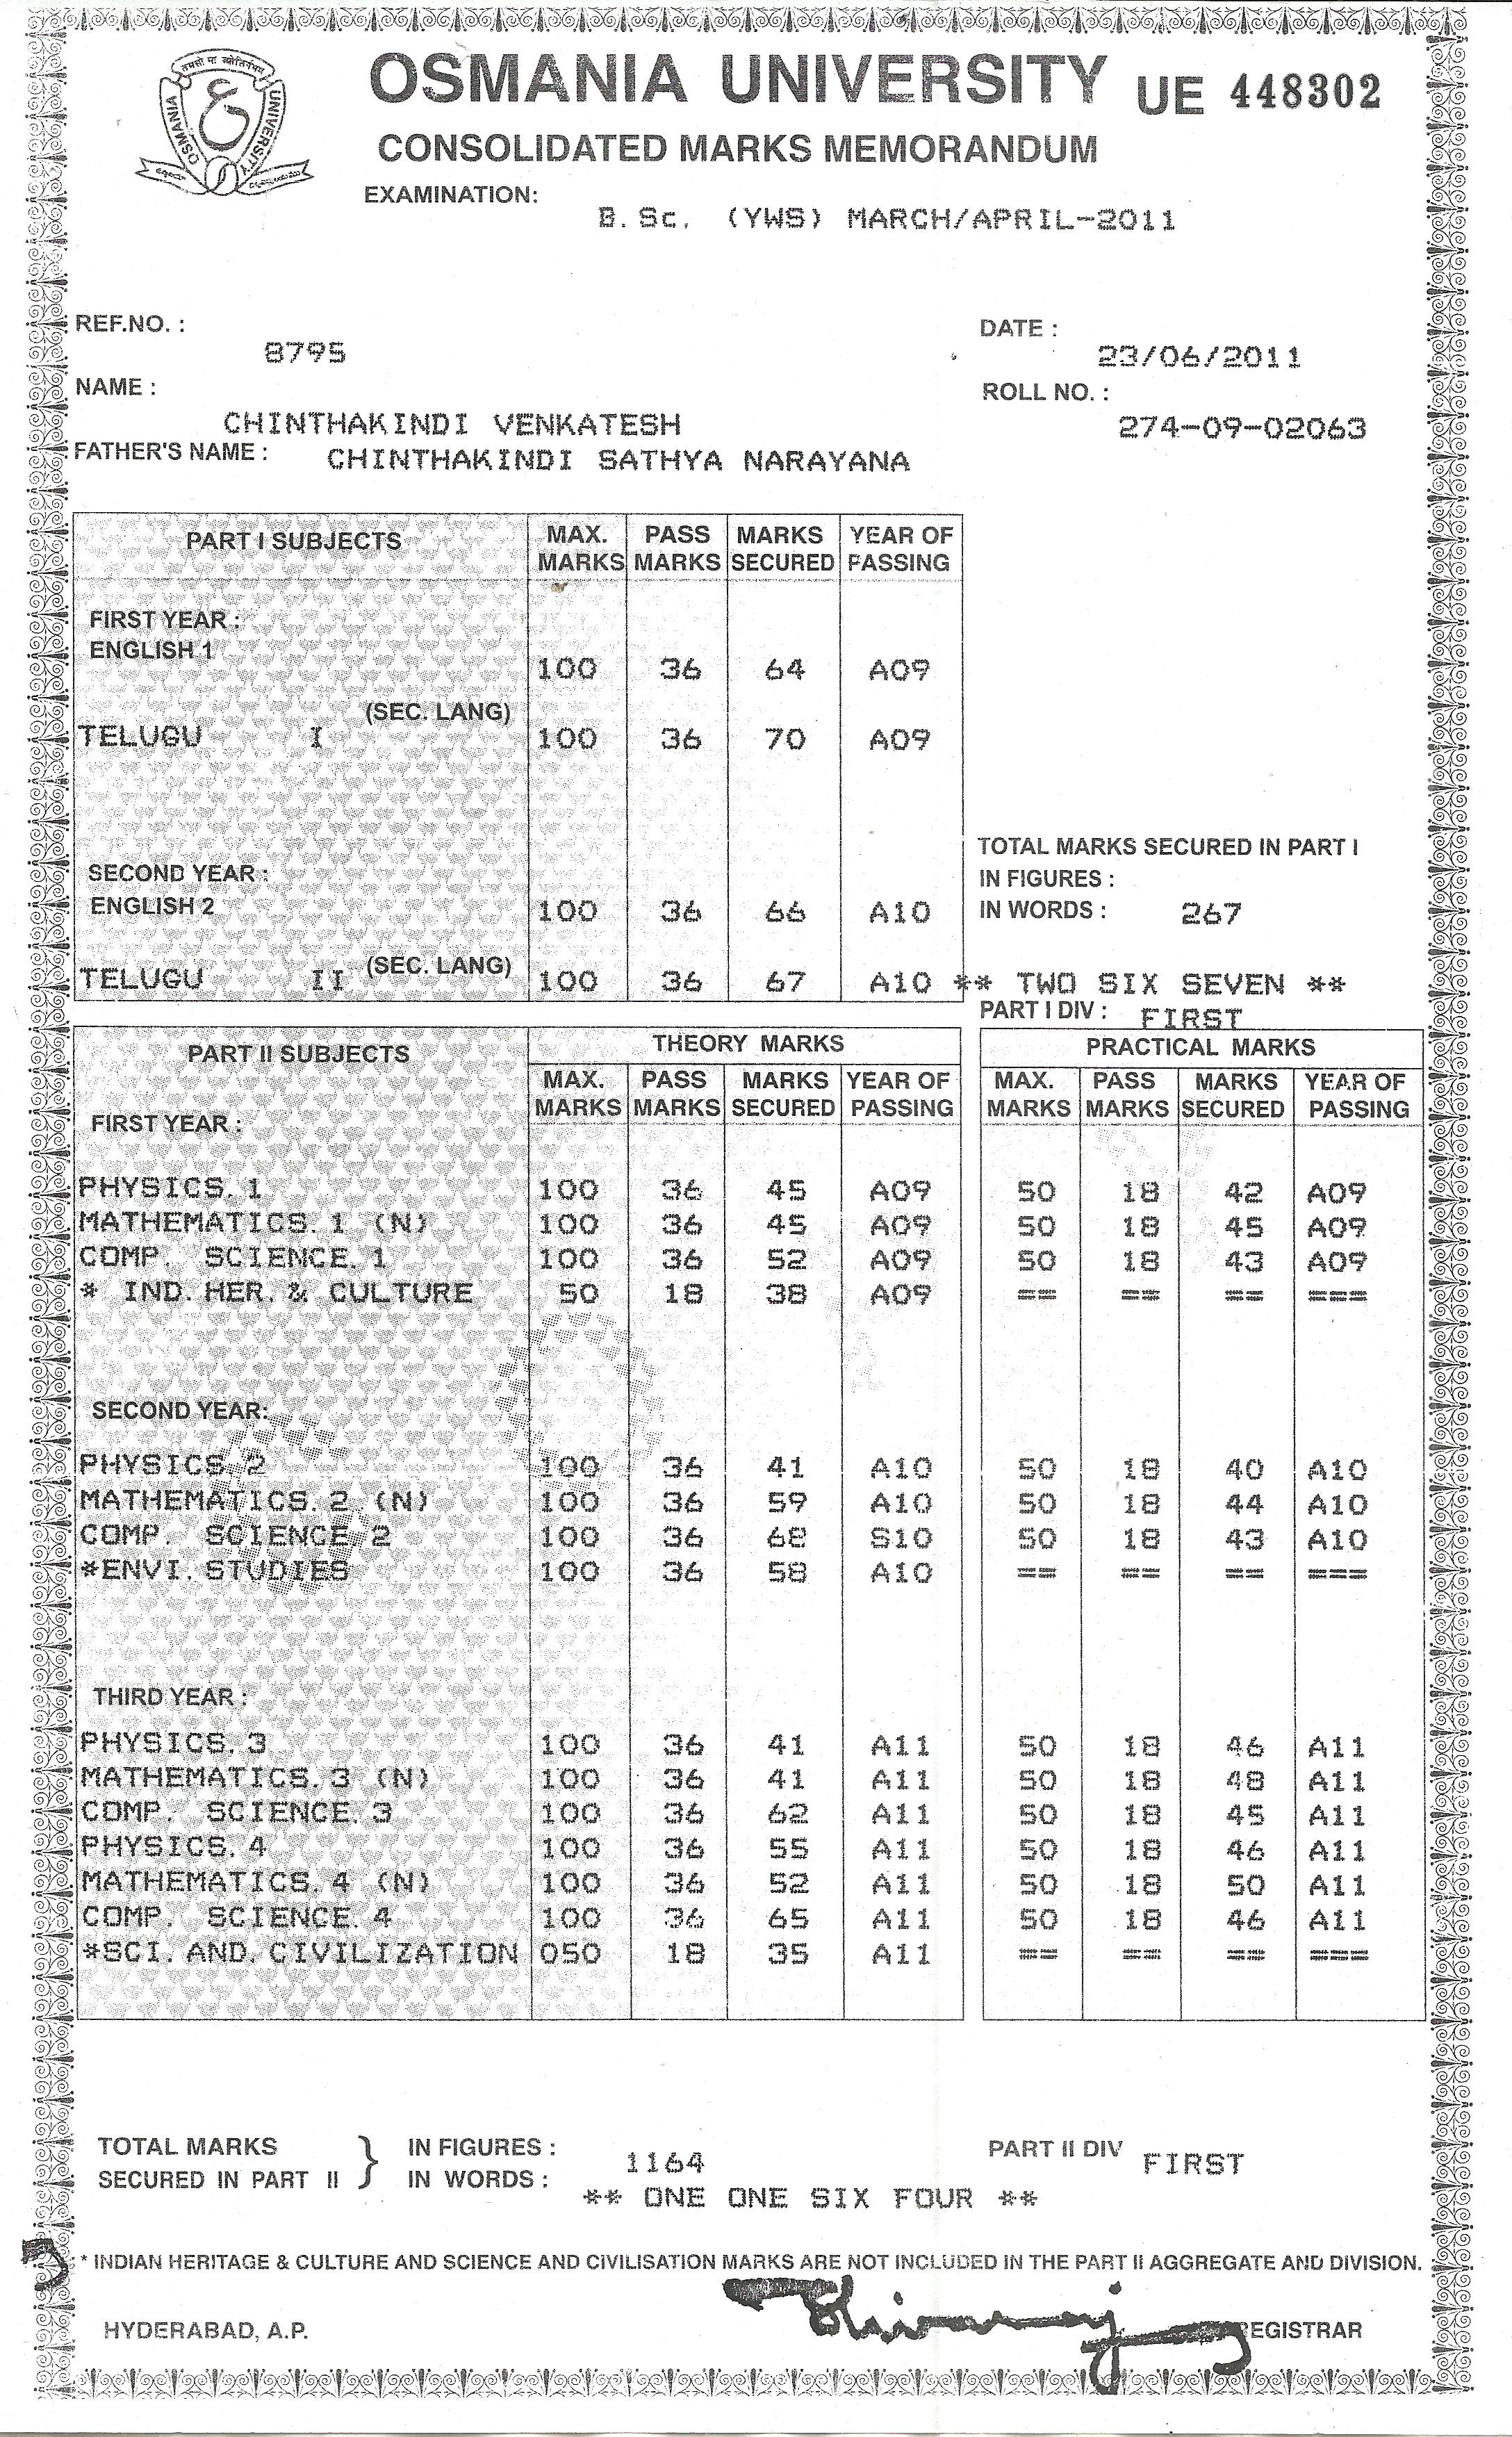 OSMANIA UNIVERSITY UE 448302
तमसो मा ज्योतिर्गमय
OSMANIA UNIVERSITY
CONSOLIDATED MARKS MEMORANDUM
EXAMINATION:
B.Sc. (YWS) MARCH/APRIL-2011
REF.NO. : DATE :
8795 23/06/2011
NAME : ROLL NO. :
CHINTHAKINDI VENKATESH 274-09-02063
FATHER'S NAME : CHINTHAKINDI SATHYA NARAYANA
PART I SUBJECTS MAX. MARKS PASS MARKS MARKS SECURED YEAR OF PASSING
FIRST YEAR :
ENGLISH 1 100 36 64 A09
(SEC. LANG)
TELUGU I 100 36 70 A09
TOTAL MARKS SECURED IN PART I
SECOND YEAR : IN FIGURES :
ENGLISH 2 100 36 66 A10 IN WORDS : 267
(SEC. LANG)
TELUGU II 100 36 67 A10 ** TWO SIX SEVEN **
PART I DIV : FIRST
PART II SUBJECTS THEORY MARKS PRACTICAL MARKS
MAX. MARKS PASS MARKS MARKS SECURED YEAR OF PASSING MAX. MARKS PASS MARKS MARKS SECURED YEAR OF PASSING
FIRST YEAR :
PHYSICS. 1 100 36 45 A09 50 18 42 A09
MATHEMATICS. 1 (N) 100 36 45 A09 50 18 45 A09
COMP. SCIENCE. 1 100 36 52 A09 50 18 43 A09
* IND. HER. & CULTURE 50 18 38 A09 == == == ===
SECOND YEAR:
PHYSICS. 2 100 36 41 A10 50 18 40 A10
MATHEMATICS. 2 (N) 100 36 59 A10 50 18 44 A10
COMP. SCIENCE 2 100 36 68 S10 50 18 43 A10
*ENVI. STUDIES 100 36 58 A10 == == == ===
THIRD YEAR :
PHYSICS. 3 100 36 41 A11 50 18 46 A11
MATHEMATICS. 3 (N) 100 36 41 A11 50 18 48 A11
COMP. SCIENCE. 3 100 36 62 A11 50 18 45 A11
PHYSICS. 4 100 36 55 A11 50 18 46 A11
MATHEMATICS. 4 (N) 100 36 52 A11 50 18 50 A11
COMP. SCIENCE. 4 100 36 65 A11 50 18 46 A11
*SCI. AND. CIVILIZATION 050 18 35 A11 == == == ===
TOTAL MARKS SECURED IN PART II } IN FIGURES : 1164 PART II DIV FIRST
IN WORDS : ** ONE ONE SIX FOUR **
* INDIAN HERITAGE & CULTURE AND SCIENCE AND CIVILISATION MARKS ARE NOT INCLUDED IN THE PART II AGGREGATE AND DIVISION.
HYDERABAD, A.P. REGISTRAR